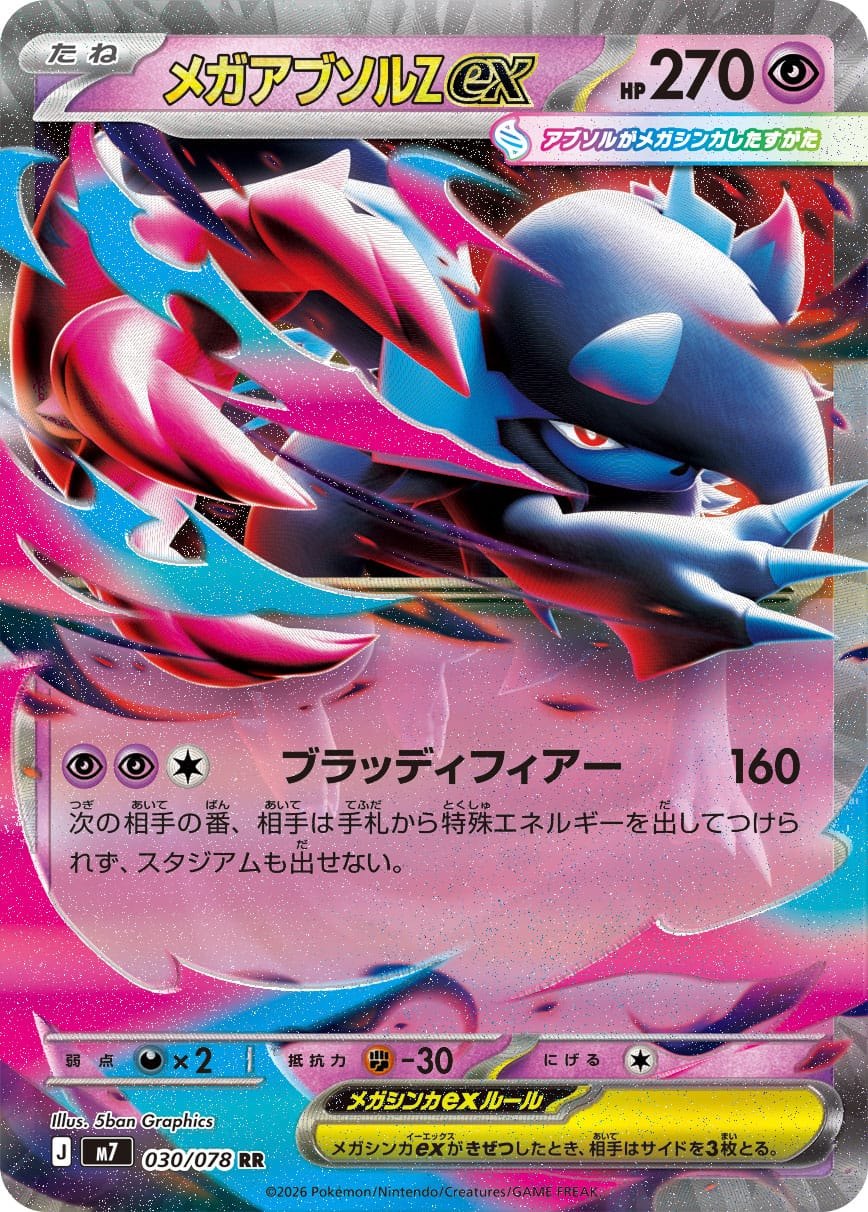 たね
メガアブソルZex
HP 270
アブソルがメガシンカしたすがた
ブラッディフィアー 160
次の相手の番、相手は手札から特殊エネルギーを出してつけら
れず、スタジアムも出せない。
弱点 ×2 抵抗力 -30 にげる
メガシンカexルール
メガシンカexがきぜつしたとき、相手はサイドを3枚とる。
Illus. 5ban Graphics
J M7 030/078 RR
©2026 Pokémon/Nintendo/Creatures/GAME FREAK